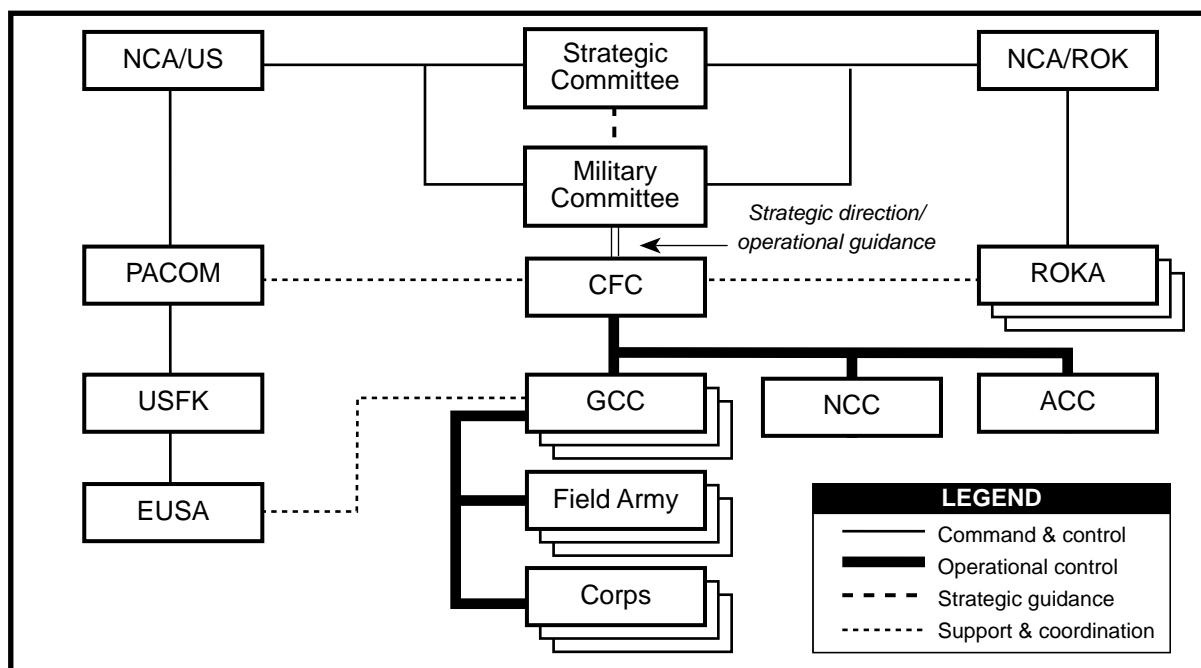 NCA/US
Strategic
Committee
NCA/ROK
Military
Committee
Strategic direction/
operational guidance
PACOM
CFC
ROKA
USFK
GCC
NCC
ACC
EUSA
Field Army
Corps
LEGEND
Command & control
Operational control
Strategic guidance
Support & coordination